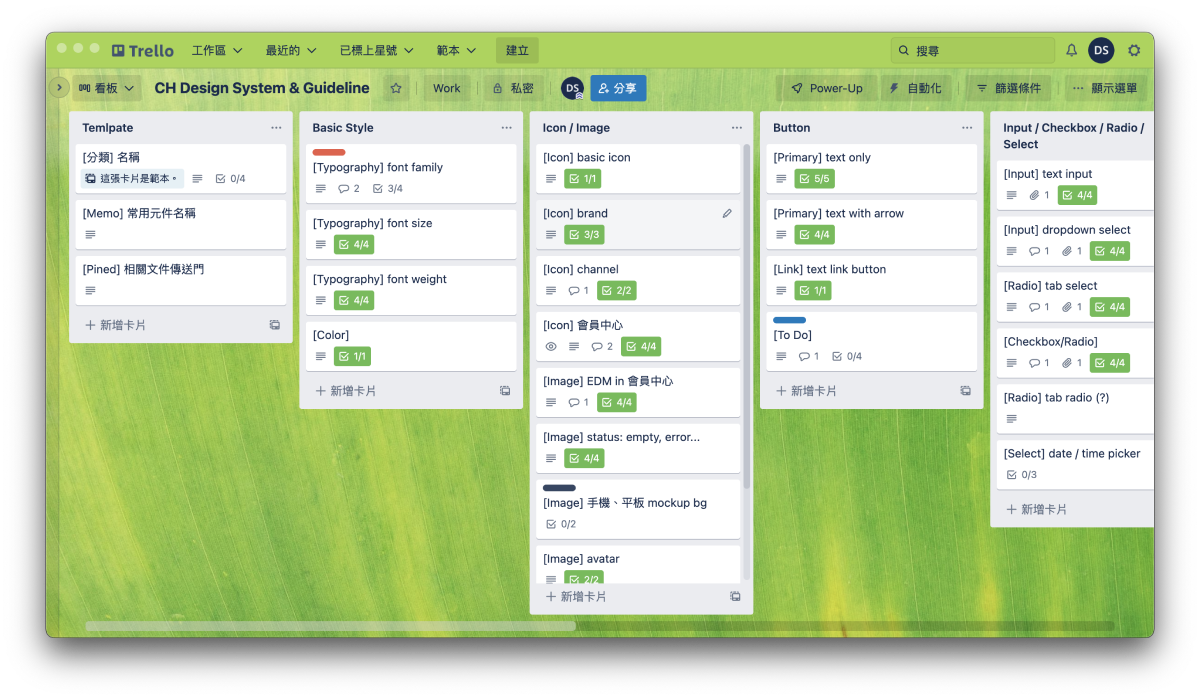 Trello
工作區
最近的
已標上星號
範本
建立
搜尋
DS
看板
CH Design System & Guideline
Work
私密
DS
分享
Power-Up
自動化
篩選條件
顯示選單
Temlpate
[分類] 名稱
這張卡片是範本。
0/4
[Memo] 常用元件名稱
[Pined] 相關文件傳送門
新增卡片
Basic Style
[Typography] font family
2
3/4
[Typography] font size
4/4
[Typography] font weight
4/4
[Color]
1/1
新增卡片
Icon / Image
[Icon] basic icon
1/1
[Icon] brand
3/3
[Icon] channel
1
2/2
[Icon] 會員中心
2
4/4
[Image] EDM in 會員中心
1
4/4
[Image] status: empty, error...
4/4
[Image] 手機、平板 mockup bg
0/2
[Image] avatar
2/2
新增卡片
Button
[Primary] text only
5/5
[Primary] text with arrow
4/4
[Link] text link button
1/1
[To Do]
1
0/4
新增卡片
Input / Checkbox / Radio /
Select
[Input] text input
1
4/4
[Input] dropdown select
1
1
4/4
[Radio] tab select
1
1
4/4
[Checkbox/Radio]
1
1
4/4
[Radio] tab radio (?)
[Select] date / time picker
0/3
新增卡片